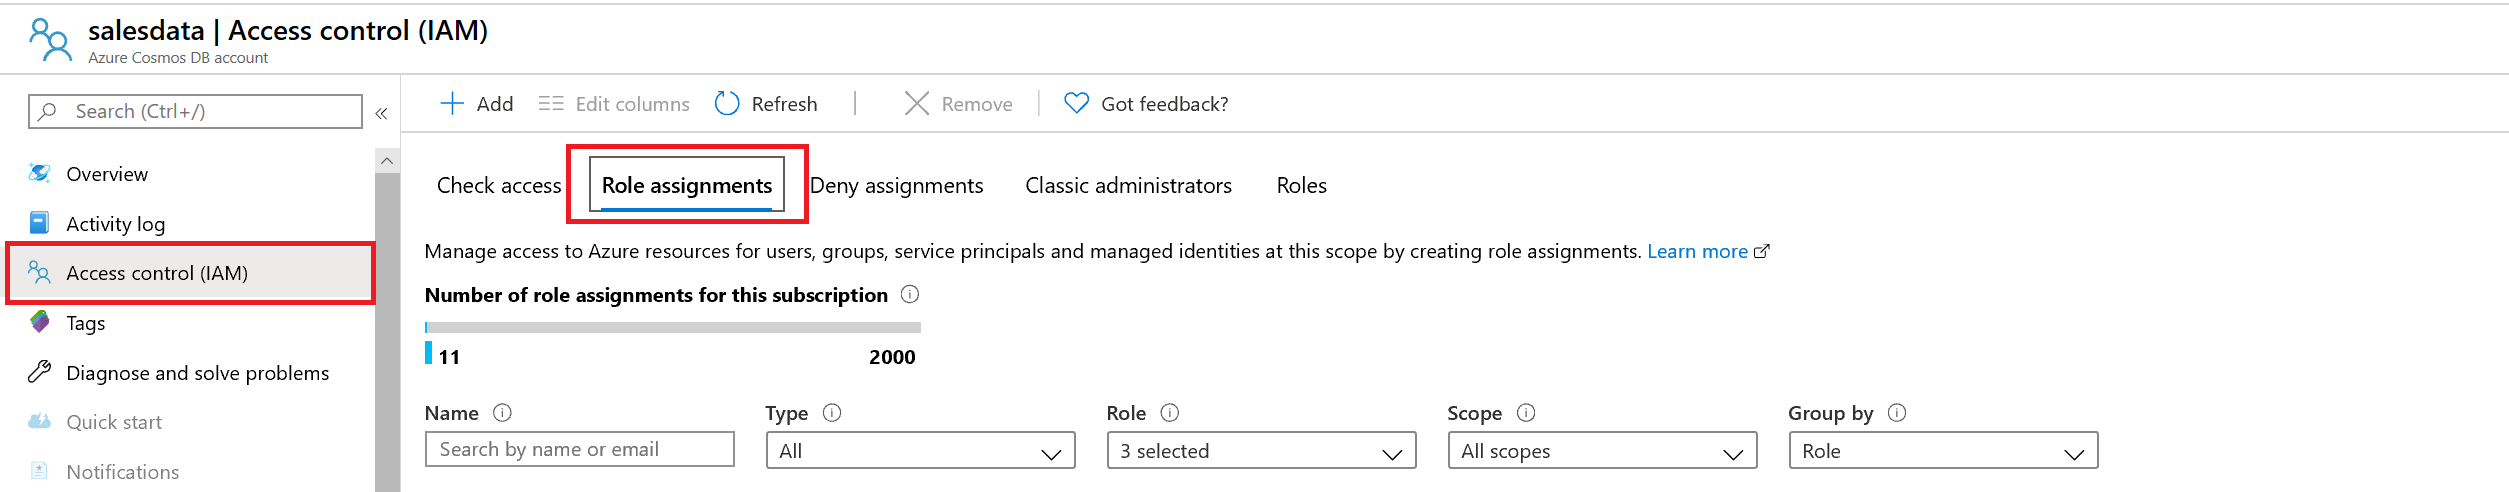 salesdata | Access control (IAM)
Azure Cosmos DB account
Search (Ctrl+/)
«
Overview
Activity log
Access control (IAM)
Tags
Diagnose and solve problems
Quick start
Notifications
Add Edit columns Refresh Remove Got feedback?
Check access Role assignments Deny assignments Classic administrators Roles
Manage access to Azure resources for users, groups, service principals and managed identities at this scope by creating role assignments. Learn more
Number of role assignments for this subscription
11 2000
Name Type Role Scope Group by
Search by name or email All 3 selected All scopes Role